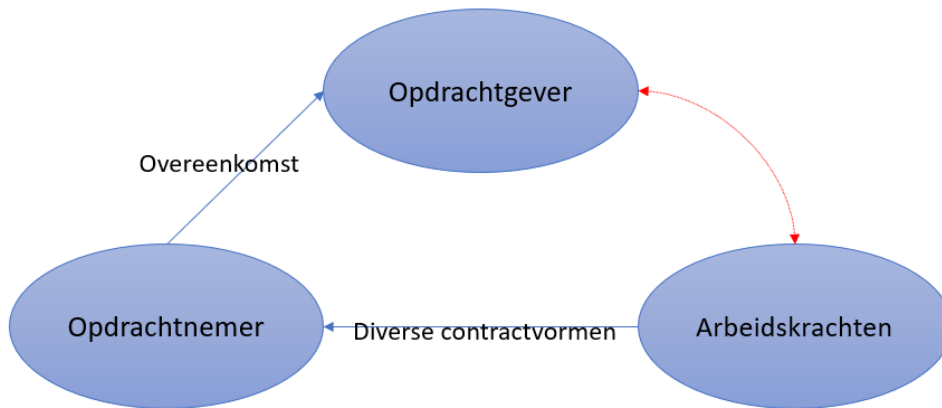 Opdrachtgever
Overeenkomst
Opdrachtnemer
Diverse contractvormen
Arbeidskrachten